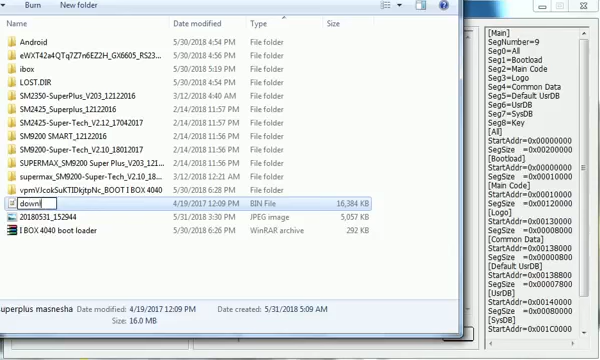 Burn New folder
Name Date modified Type Size
Android 5/30/2018 4:54 PM File folder
eWXT42a4QTq7Z7n6EZ2H_GX6605_RS23... 5/30/2018 4:54 PM File folder
ibox 5/30/2018 5:19 PM File folder
LOST.DIR 5/30/2018 4:54 PM File folder
SM2350-SuperPlus_12122016 3/12/2018 4:40 AM File folder
SM2425_Superplus_V203_12122016 2/14/2018 11:57 PM File folder
SM2425-Super-Tech_V2.12_17042017 2/14/2018 11:57 PM File folder
SM9200 SMART_12122016 2/14/2018 11:57 PM File folder
SM9200-Super-Tech_V2.10_18012017 2/14/2018 11:57 PM File folder
SUPERMAX_SM9200 Super Plus_V203_121... 2/14/2018 11:57 PM File folder
supermax_SM9200-Super-Tech_V2.10_18... 3/12/2018 12:21 AM File folder
vpmVJcokSuKTIDkjtpNc_BOOT I BOX 4040 5/30/2018 6:28 PM File folder
downl 4/19/2017 12:09 PM BIN File 16,384 KB
20180531_152944 5/31/2018 3:30 PM JPEG image 5,057 KB
I BOX 4040 boot loader 5/30/2018 6:26 PM WinRAR archive 292 KB
superplus masnesha Date modified: 4/19/2017 12:09 PM Date created: 5/31/2018 5:09 AM
Size: 16.0 MB
[Main]
SegNumber=9
Seg0=All
Seg1=Bootload
Seg2=Main Code
Seg3=Logo
Seg4=Common Data
Seg5=Default UsrDB
Seg6=UsrDB
Seg7=SysDB
Seg8=Key
[All]
StartAddr=0x00000000
SegSize =0x00200000
[Bootload]
StartAddr=0x00000000
SegSize =0x00010000
[Main Code]
StartAddr=0x00010000
SegSize =0x00120000
[Logo]
StartAddr=0x00130000
SegSize =0x00008000
[Common Data]
StartAddr=0x00138000
SegSize =0x00000800
[Default UsrDB]
StartAddr=0x00138800
SegSize =0x00007800
[UsrDB]
StartAddr=0x00140000
SegSize =0x00080000
[SysDB]
StartAddr=0x001C0000